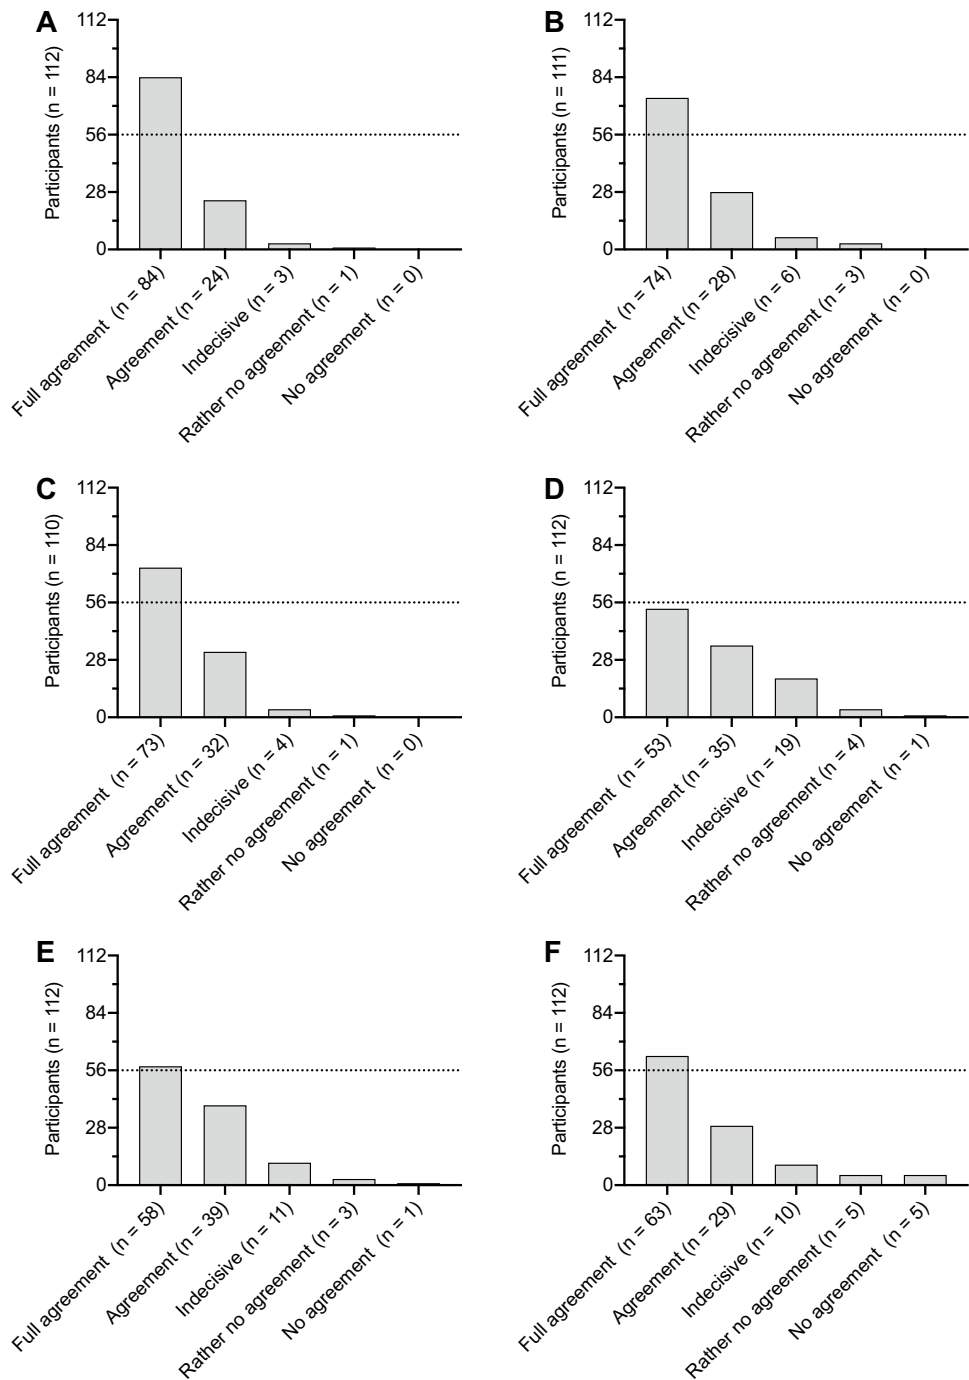 A
Participants (n = 112)
112
84
56
28
0
Full agreement (n = 84)
Agreement (n = 24)
Indecisive (n = 3)
Rather no agreement (n = 1)
No agreement (n = 0)
B
Participants (n = 111)
112
84
56
28
0
Full agreement (n = 74)
Agreement (n = 28)
Indecisive (n = 6)
Rather no agreement (n = 3)
No agreement (n = 0)
C
Participants (n = 110)
112
84
56
28
0
Full agreement (n = 73)
Agreement (n = 32)
Indecisive (n = 4)
Rather no agreement (n = 1)
No agreement (n = 0)
D
Participants (n = 112)
112
84
56
28
0
Full agreement (n = 53)
Agreement (n = 35)
Indecisive (n = 19)
Rather no agreement (n = 4)
No agreement (n = 1)
E
Participants (n = 112)
112
84
56
28
0
Full agreement (n = 58)
Agreement (n = 39)
Indecisive (n = 11)
Rather no agreement (n = 3)
No agreement (n = 1)
F
Participants (n = 112)
112
84
56
28
0
Full agreement (n = 63)
Agreement (n = 29)
Indecisive (n = 10)
Rather no agreement (n = 5)
No agreement (n = 5)